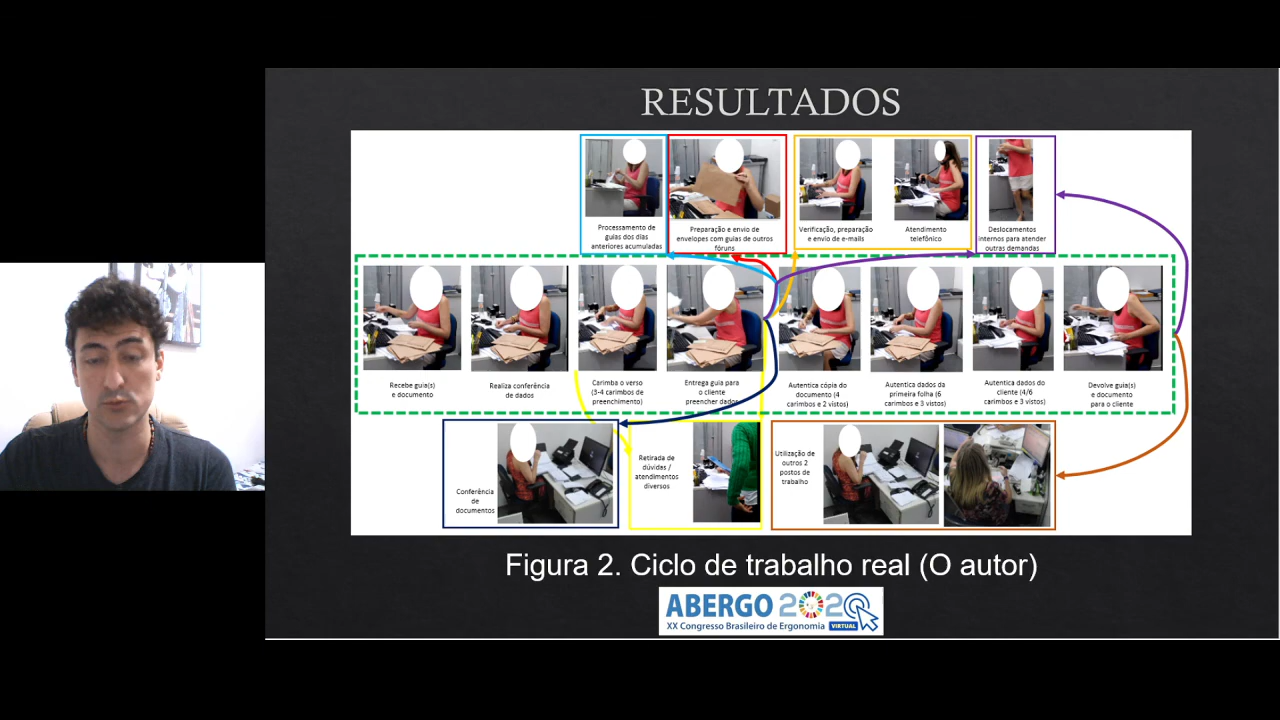 RESULTADOS
Processamento de
guias dos dias
anteriores acumuladas
Preparação e envio de
envelopes com guias de outros
fóruns
Verificação, preparação
e envio de e-mails
Atendimento
telefônico
Deslocamentos
internos para atender
outras demandas
Recebe guia(s)
e documento
Realiza conferência
de dados
Carimba o verso
(3-4 carimbos de
preenchimento)
Entrega guia para
o cliente
preencher dados
Autentica cópia do
documento (4
carimbos e 2 vistos)
Autentica dados da
primeira folha (6
carimbos e 3 vistos)
Autentica dados do
cliente (4/6
carimbos e 3 vistos)
Devolve guia(s)
e documento
para o cliente
Conferência
de
documentos
Retirada de
dúvidas /
atendimentos
diversos
Utilização de
outros 2
postos de
trabalho
Figura 2. Ciclo de trabalho real (O autor)
ABERGO 2020
XX Congresso Brasileiro de Ergonomia VIRTUAL